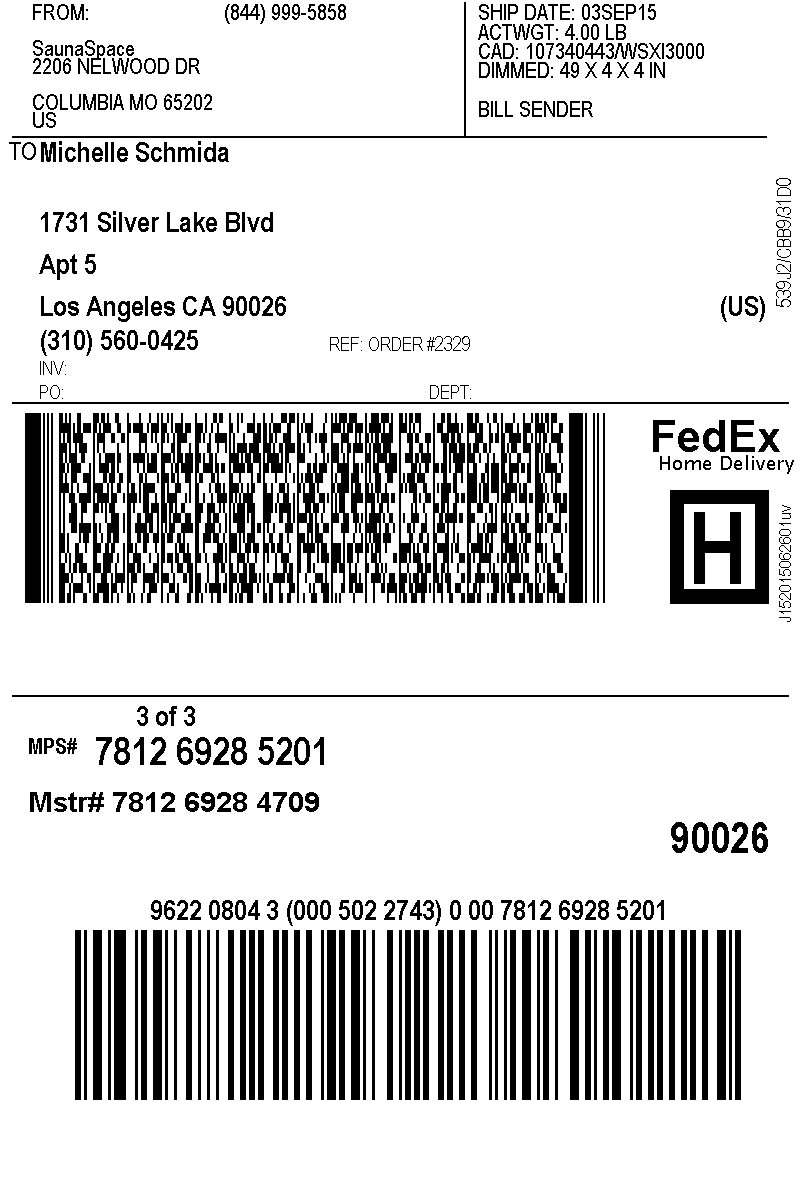 FROM: (844) 999-5858
SaunaSpace
2206 NELWOOD DR
COLUMBIA MO 65202
US
SHIP DATE: 03SEP15
ACTWGT: 4.00 LB
CAD: 107340443/WSXI3000
DIMMED: 49 X 4 X 4 IN
BILL SENDER
TO Michelle Schmida
1731 Silver Lake Blvd
Apt 5
Los Angeles CA 90026 (US)
(310) 560-0425 REF: ORDER #2329
INV:
PO: DEPT:
539J2/CBB9/31D0
FedEx
Home Delivery
H
J152015062601uv
3 of 3
MPS# 7812 6928 5201
Mstr# 7812 6928 4709
90026
9622 0804 3 (000 502 2743) 0 00 7812 6928 5201